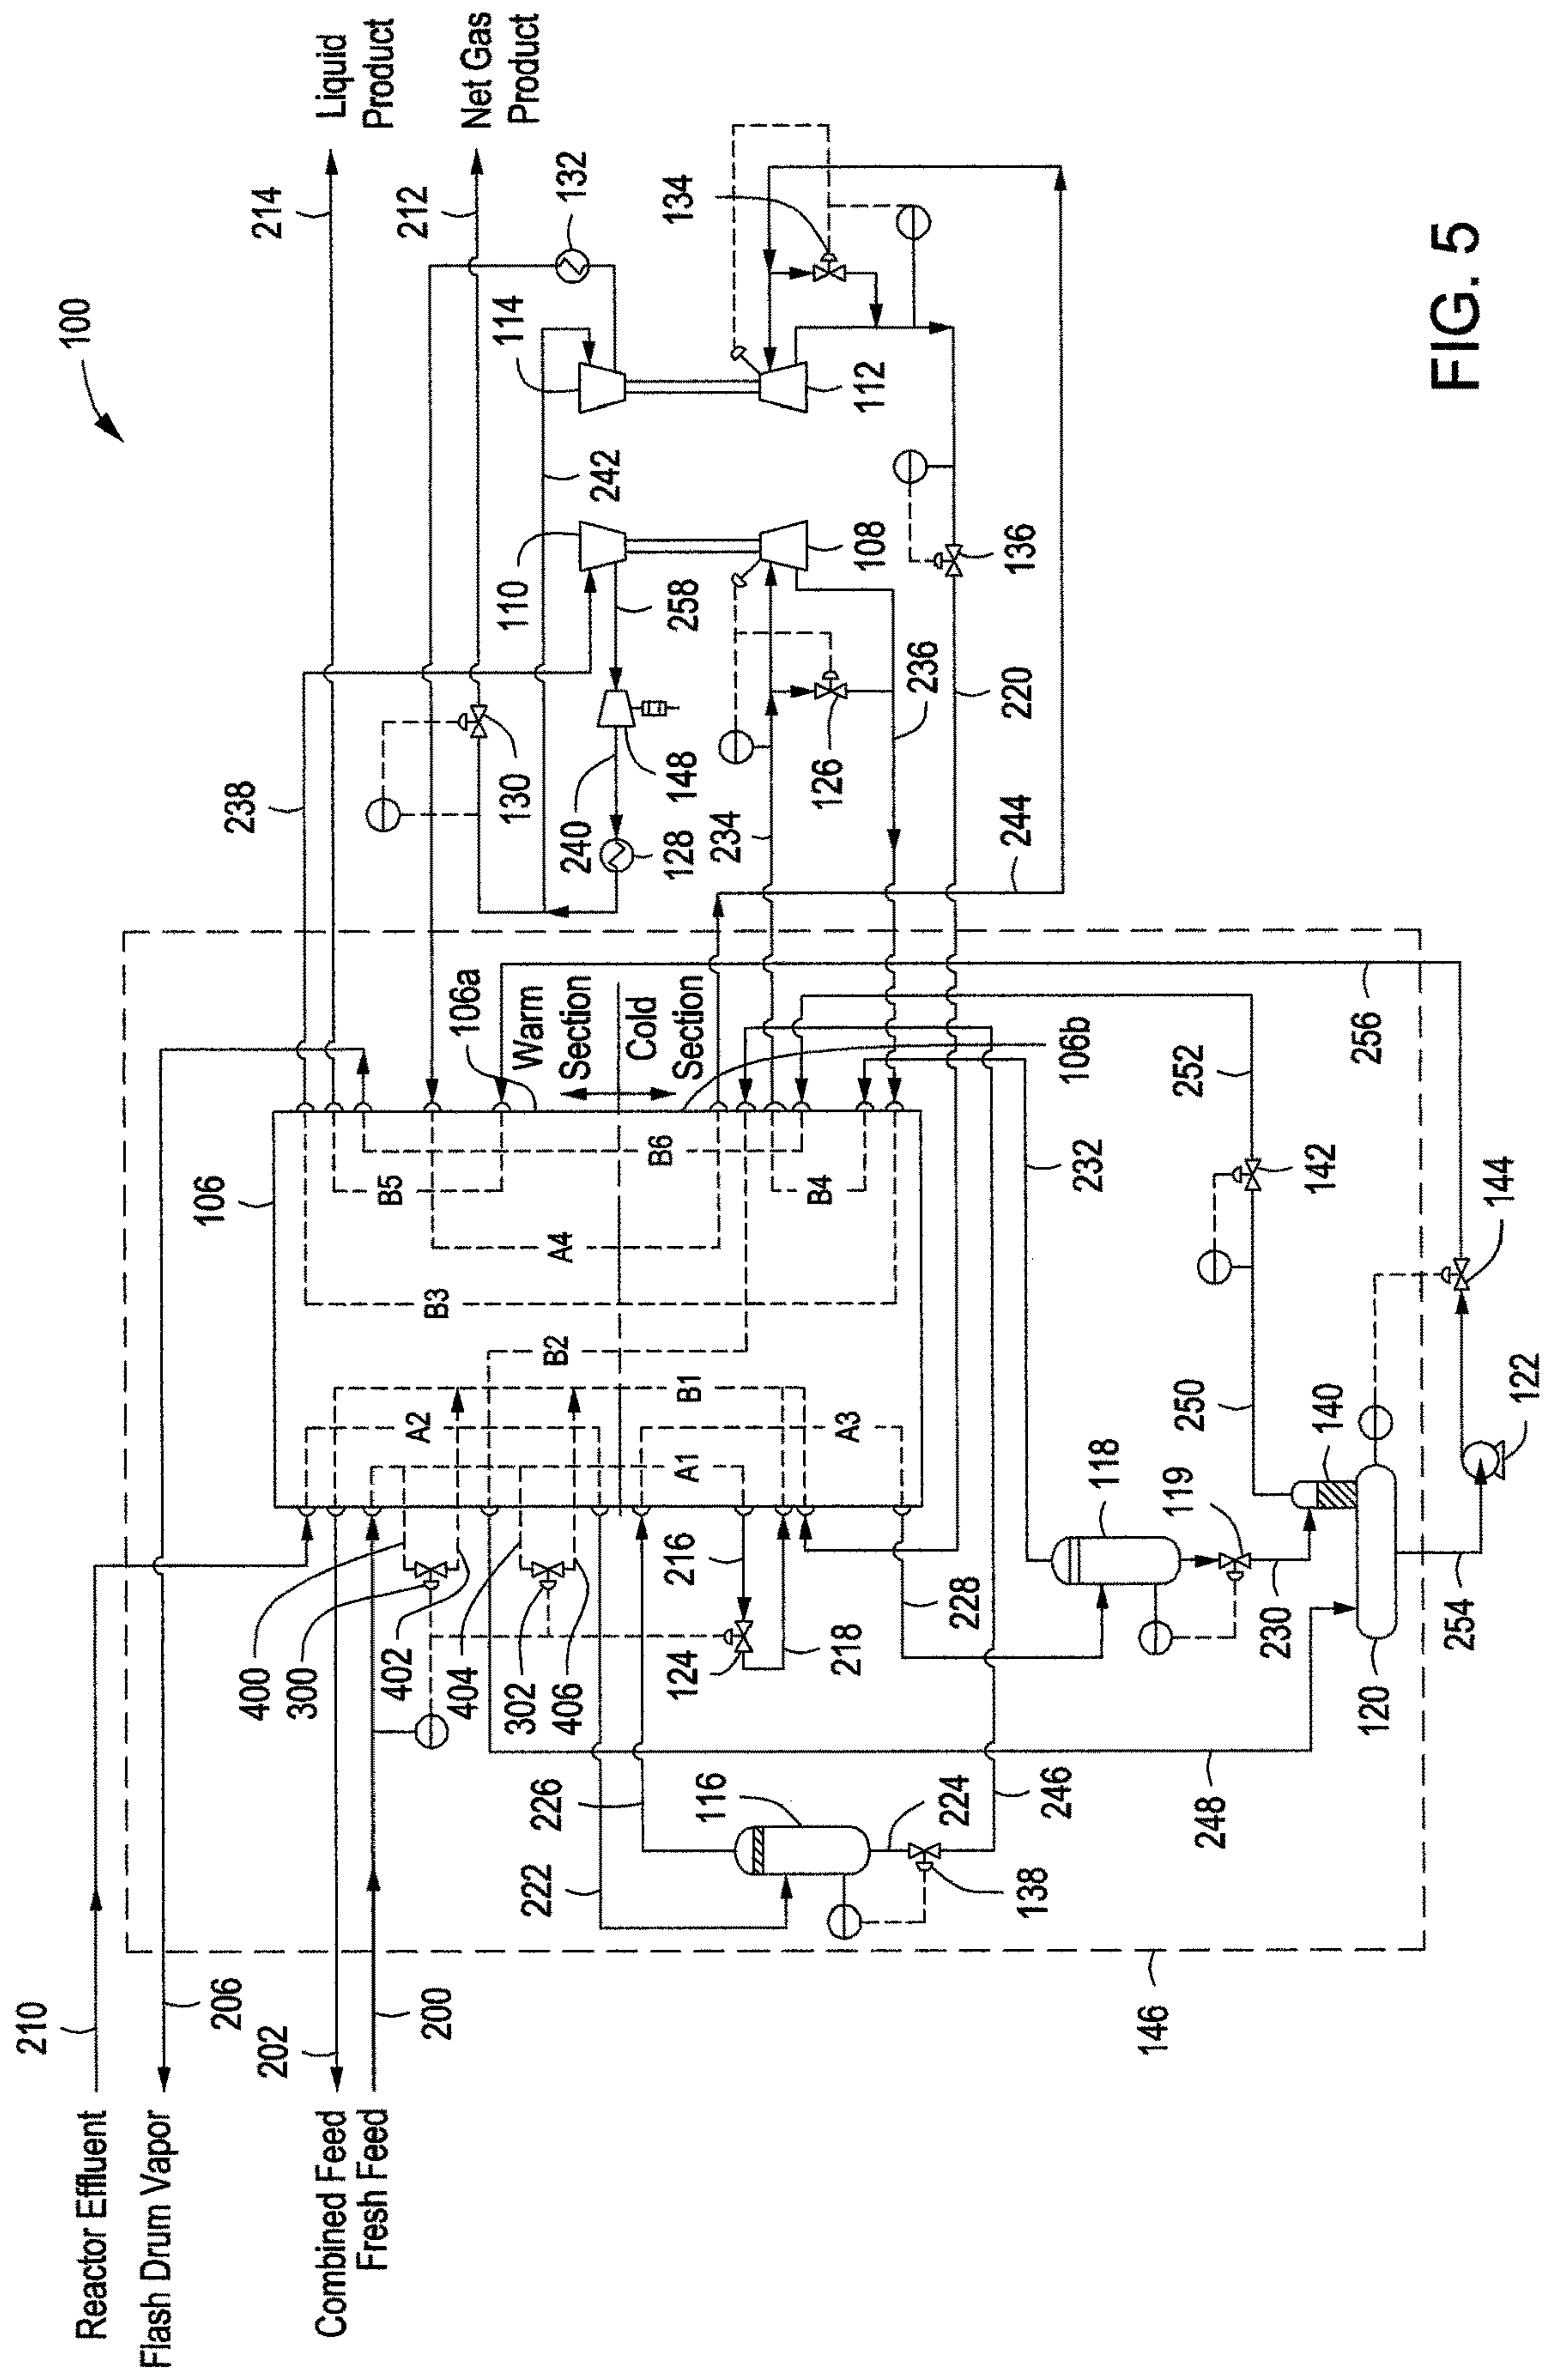 100
Liquid
Product
214
Net Gas
Product
212
132
114
134
242
112
110
108
136
258
238
130
148
126
236
220
240
128
234
244
106a
Warm
Section
Cold
Section
106b
256
252
106
B5
B6
B4
A4
B3
232
142
144
B2
B1
A2
A3
A1
250
140
122
118
119
400
300
402
404
302
406
216
124
218
228
230
120
254
226
116
222
224
138
246
248
146
210
206
202
200
Reactor Effluent
Flash Drum Vapor
Combined Feed
Fresh Feed
FIG. 5